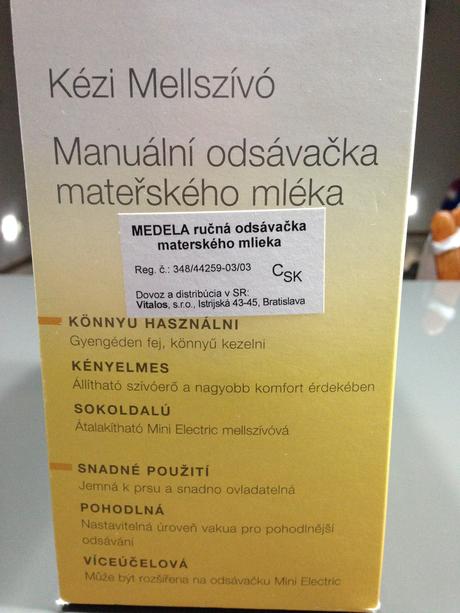 Kézi Mellszívó
Manuální odsávačka
mateřského mléka
MEDELA ručná odsávačka
materského mlieka
Reg. č.: 348/44259-03/03
CSK
Dovoz a distribúcia v SR:
Vitalos, s.r.o., Istrijská 43-45, Bratislava
KÖNNYŰ HASZNÁLNI
Gyengéden fej, könnyű kezelni
KÉNYELMES
Állítható szívóerő a nagyobb komfort érdekében
SOKOLDALÚ
Átalakítható Mini Electric mellszívóvá
SNADNÉ POUŽITÍ
Jemná k prsu a snadno ovladatelná
POHODLNÁ
Nastavitelná úroveň vakua pro pohodlnější
odsávání
VÍCEÚČELOVÁ
Může být rozšířena na odsávačku Mini Electric